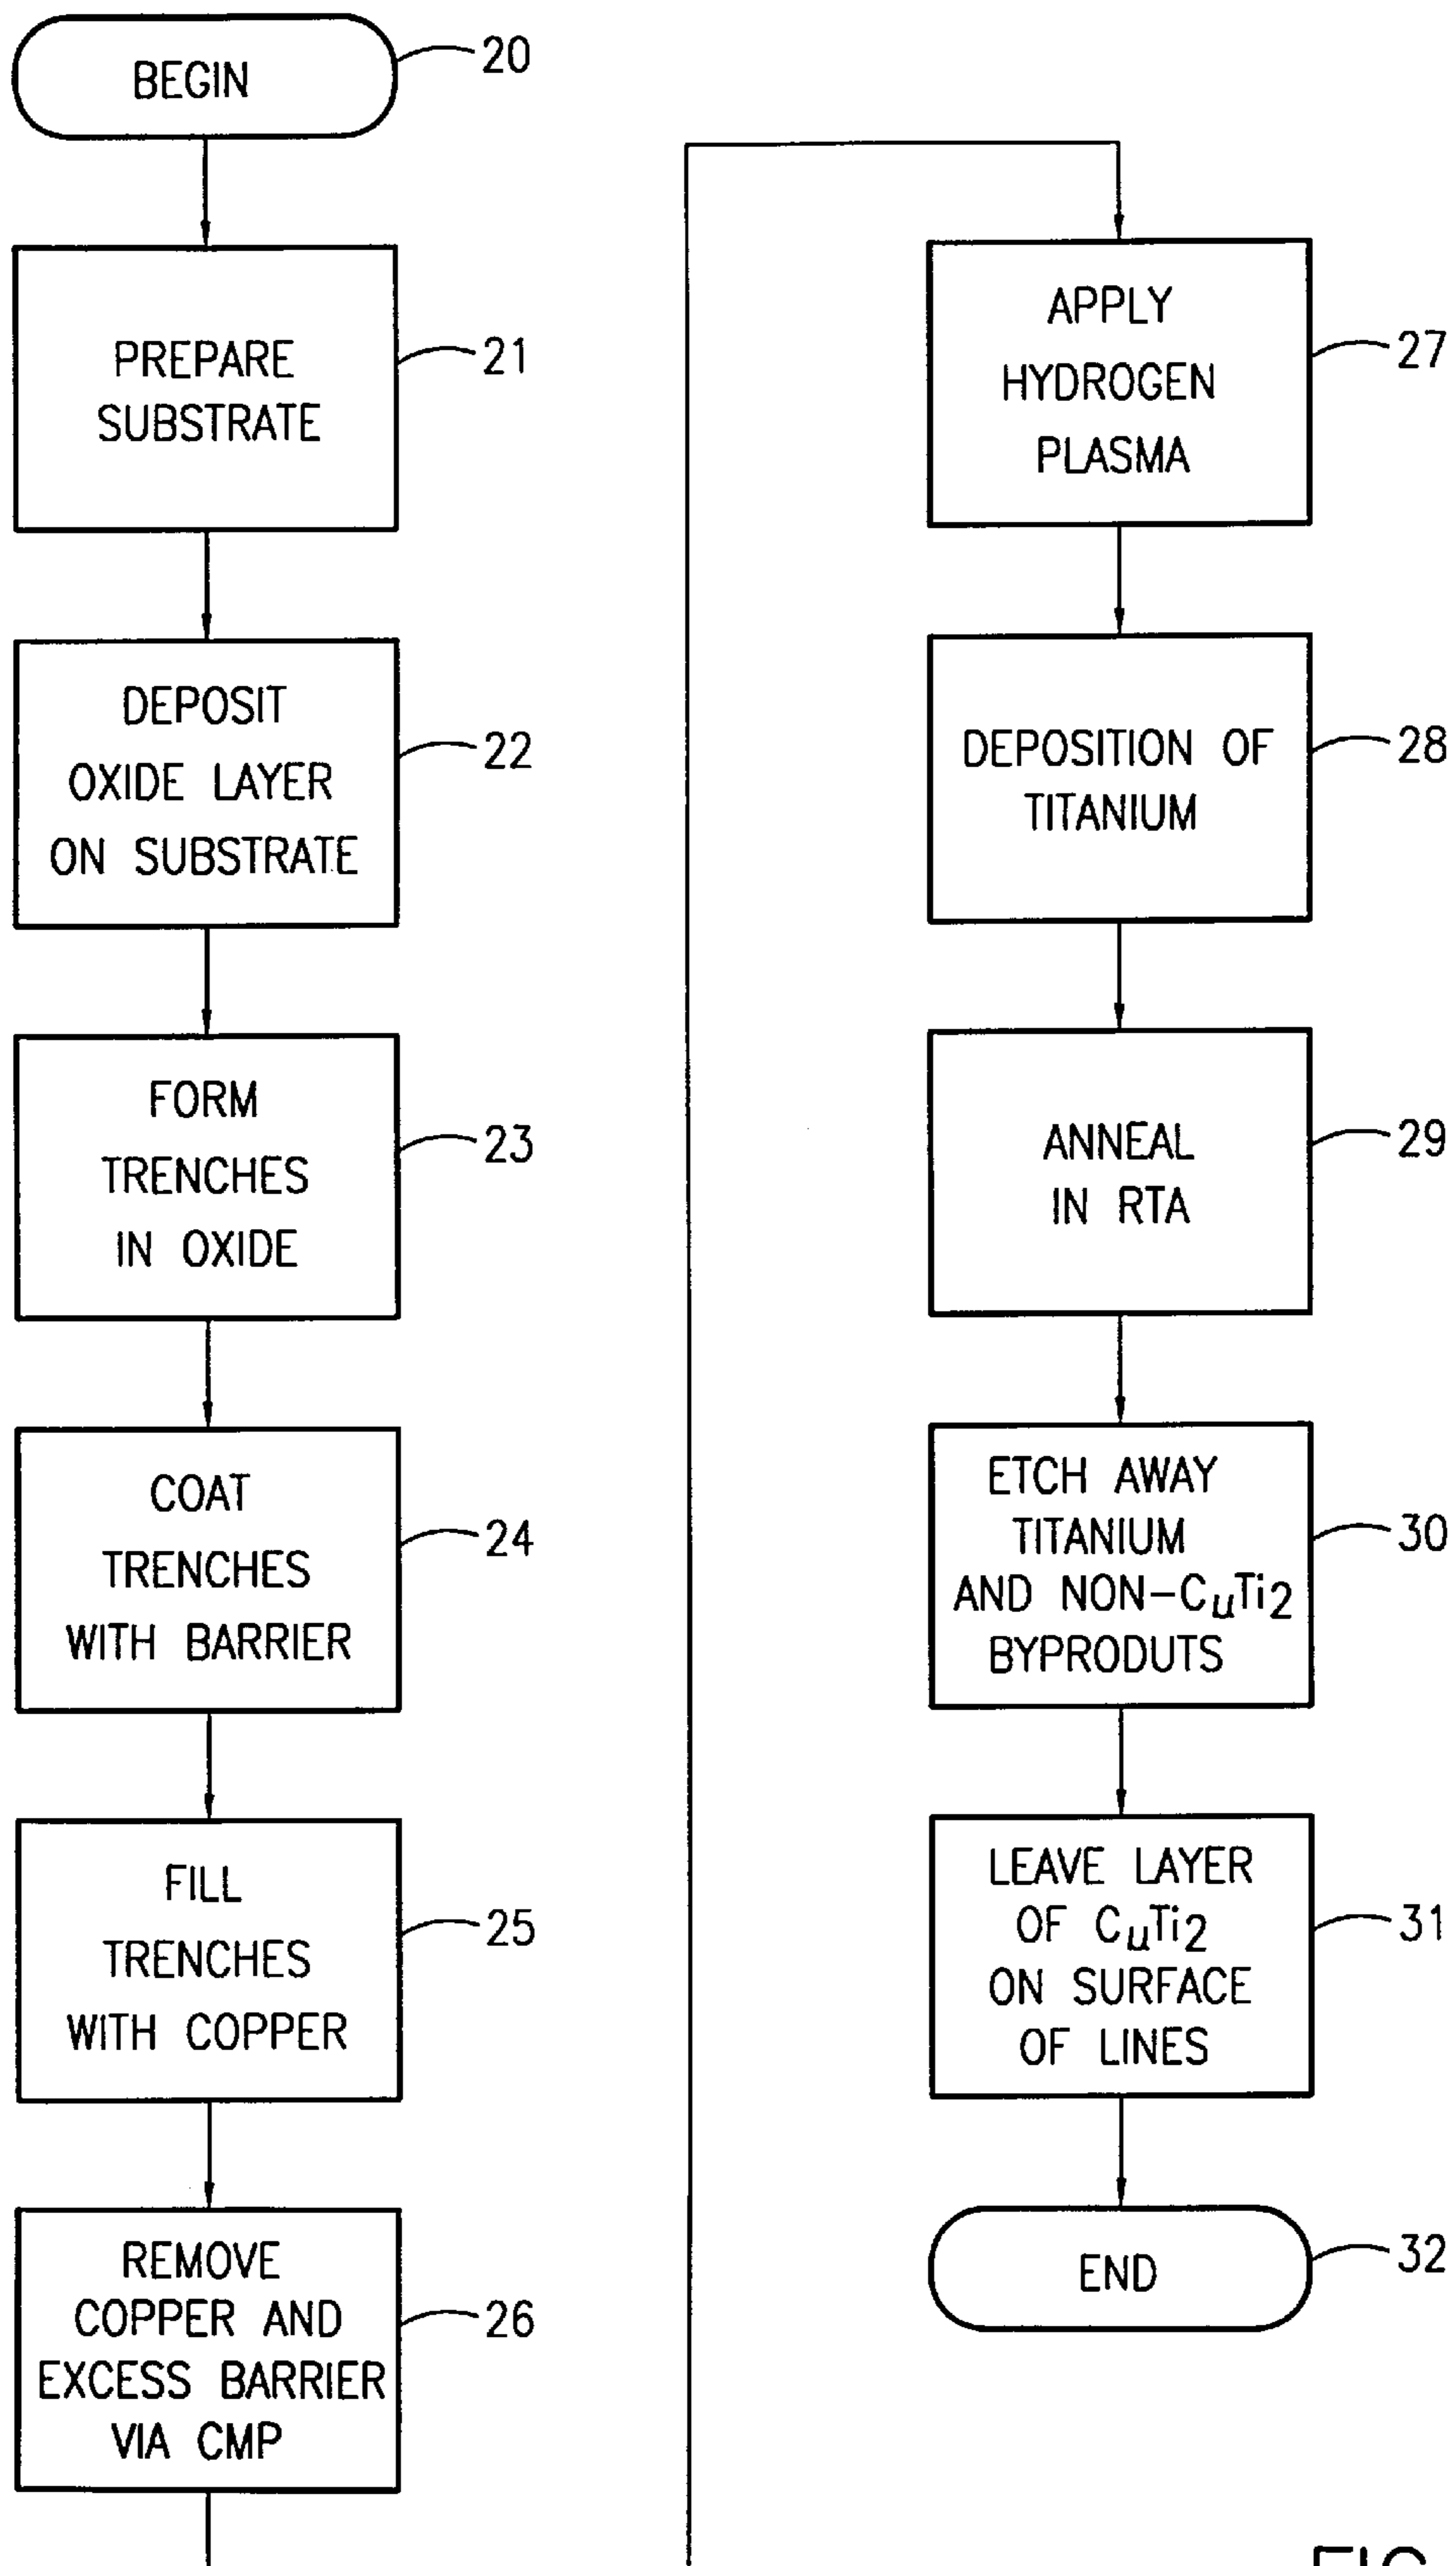 BEGIN
20
PREPARE
SUBSTRATE
21
DEPOSIT
OXIDE LAYER
ON SUBSTRATE
22
FORM
TRENCHES
IN OXIDE
23
COAT
TRENCHES
WITH BARRIER
24
FILL
TRENCHES
WITH COPPER
25
REMOVE
COPPER AND
EXCESS BARRIER
VIA CMP
26
APPLY
HYDROGEN
PLASMA
27
DEPOSITION OF
TITANIUM
28
ANNEAL
IN RTA
29
ETCH AWAY
TITANIUM
AND NON-CuTi2
BYPRODUTS
30
LEAVE LAYER
OF CuTi2
ON SURFACE
OF LINES
31
END
32